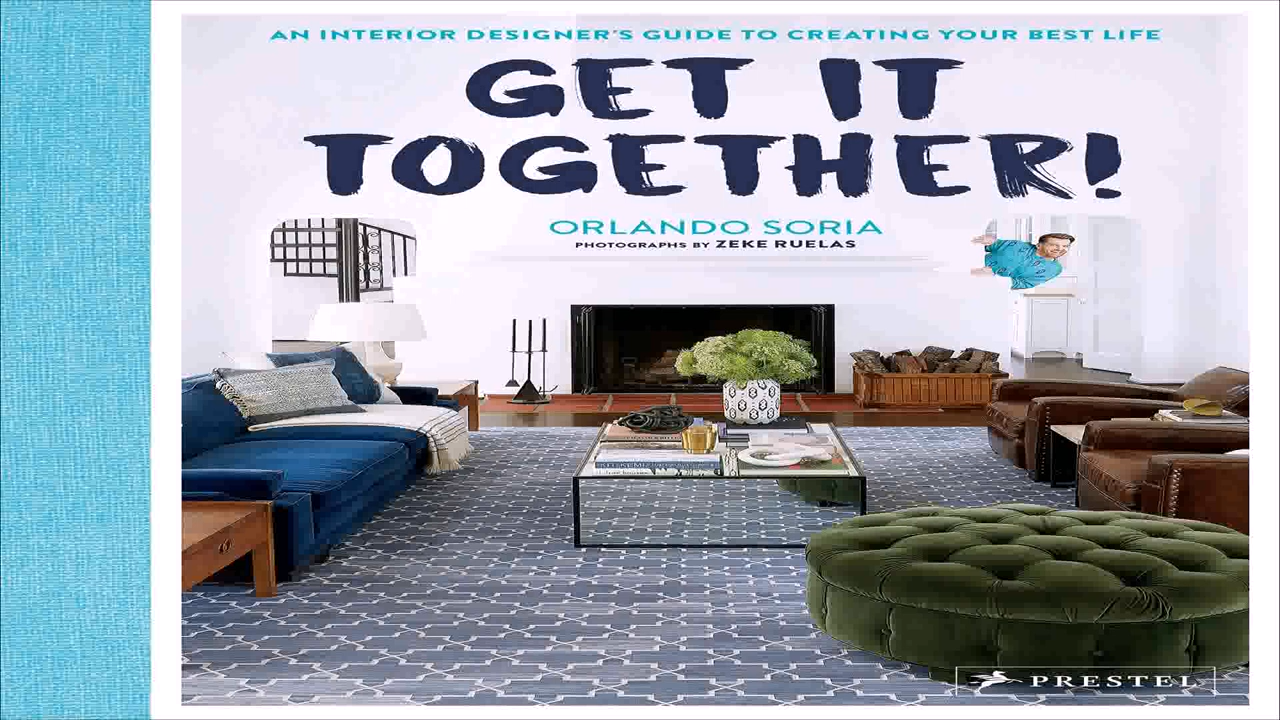 AN INTERIOR DESIGNER'S GUIDE TO CREATING YOUR BEST LIFE
GET IT
TOGETHER!
ORLANDO SORIA
PHOTOGRAPHS BY ZEKE RUELAS
PRESTEL